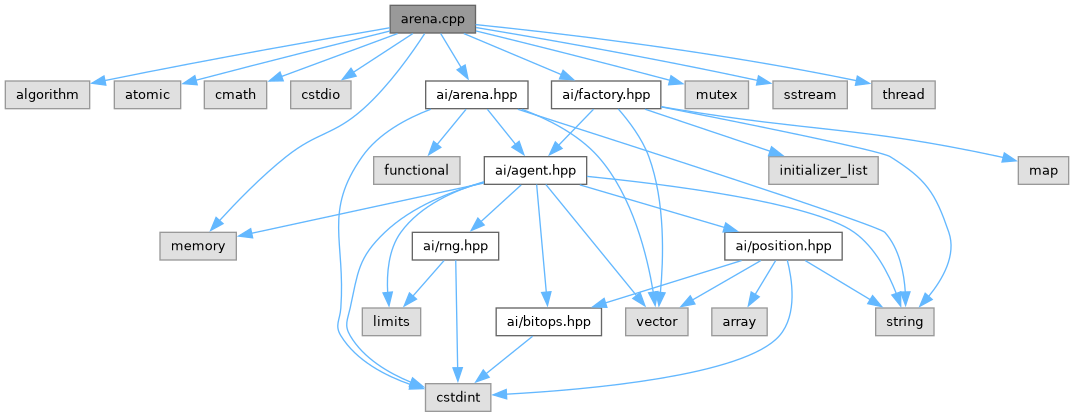 arena.cpp
algorithm
atomic
cmath
cstdio
ai/arena.hpp
ai/factory.hpp
mutex
sstream
thread
functional
ai/agent.hpp
initializer_list
map
memory
ai/rng.hpp
ai/position.hpp
limits
ai/bitops.hpp
vector
array
string
cstdint